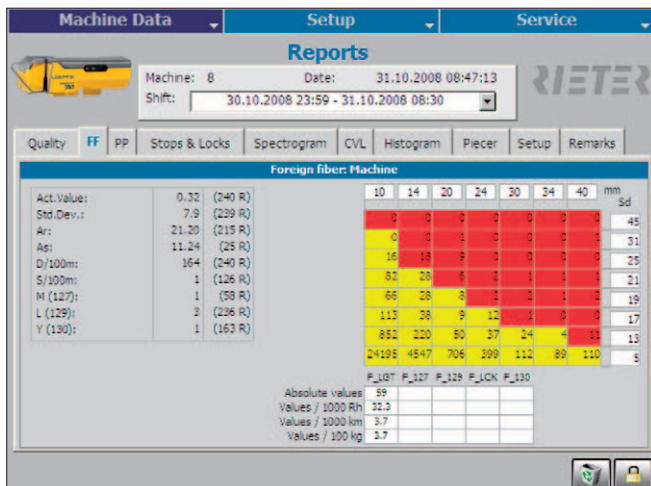 Machine Data Setup Service
Reports
RIETER
Machine: 8 Date: 31.10.2008 08:47:13
Shift: 30.10.2008 23:59 - 31.10.2008 08:30
Quality FF PP Stops & Locks Spectrogram CVL Histogram Piecer Setup Remarks
Foreign fiber: Machine
10 14 20 24 30 34 40 mm
Sd
Act.Value: 0.32 (240 R)
Std.Dev.: 7.9 (239 R)
Ar: 21.20 (215 R)
As: 11.24 (25 R)
D/100m: 164 (240 R)
S/100m: 1 (126 R)
M (127): 1 (58 R)
L (129): 3 (236 R)
Y (130): 1 (163 R)
45
31
16 18 9 25
82 28 21
66 28 8 19
113 38 9 12 17
852 220 50 37 24 4 11 13
24195 4547 706 399 112 89 110 5
F_LGT F_127 F_129 F_LCK F_130
Absolute values 59
Values / 1000 Rh 32.3
Values / 1000 km 3.7
Values / 100 kg 3.7